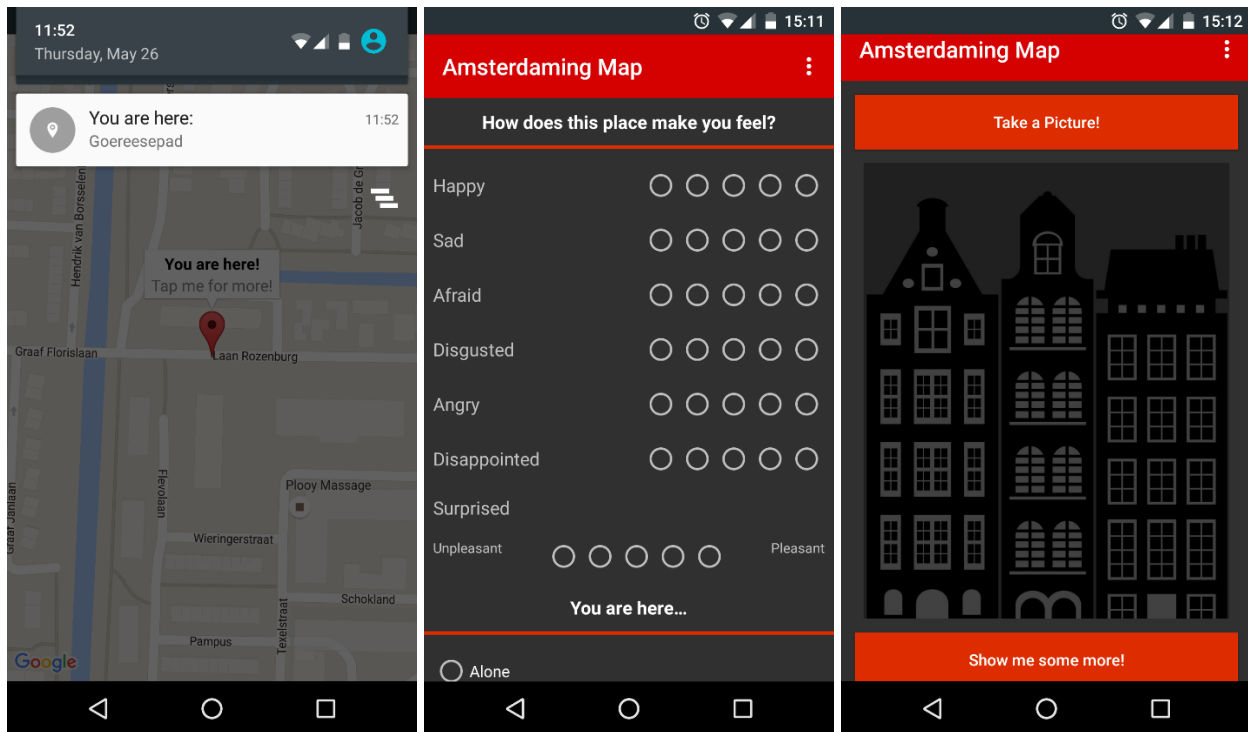 11:52
Thursday, May 26
You are here:
11:52
Goereesepad
Hendrik van Borsselen
Jacob de Gr
You are here!
Tap me for more!
Graaf Florislaan
Laan Rozenburg
Flevolaan
Plooy Massage
Graaf Janlaan
Wieringerstraat
Schokland
Texelstraat
Pampus
Google
15:11
Amsterdaming Map
How does this place make you feel?
Happy
Sad
Afraid
Disgusted
Angry
Disappointed
Surprised
Unpleasant
Pleasant
You are here...
Alone
15:12
Amsterdaming Map
Take a Picture!
Show me some more!